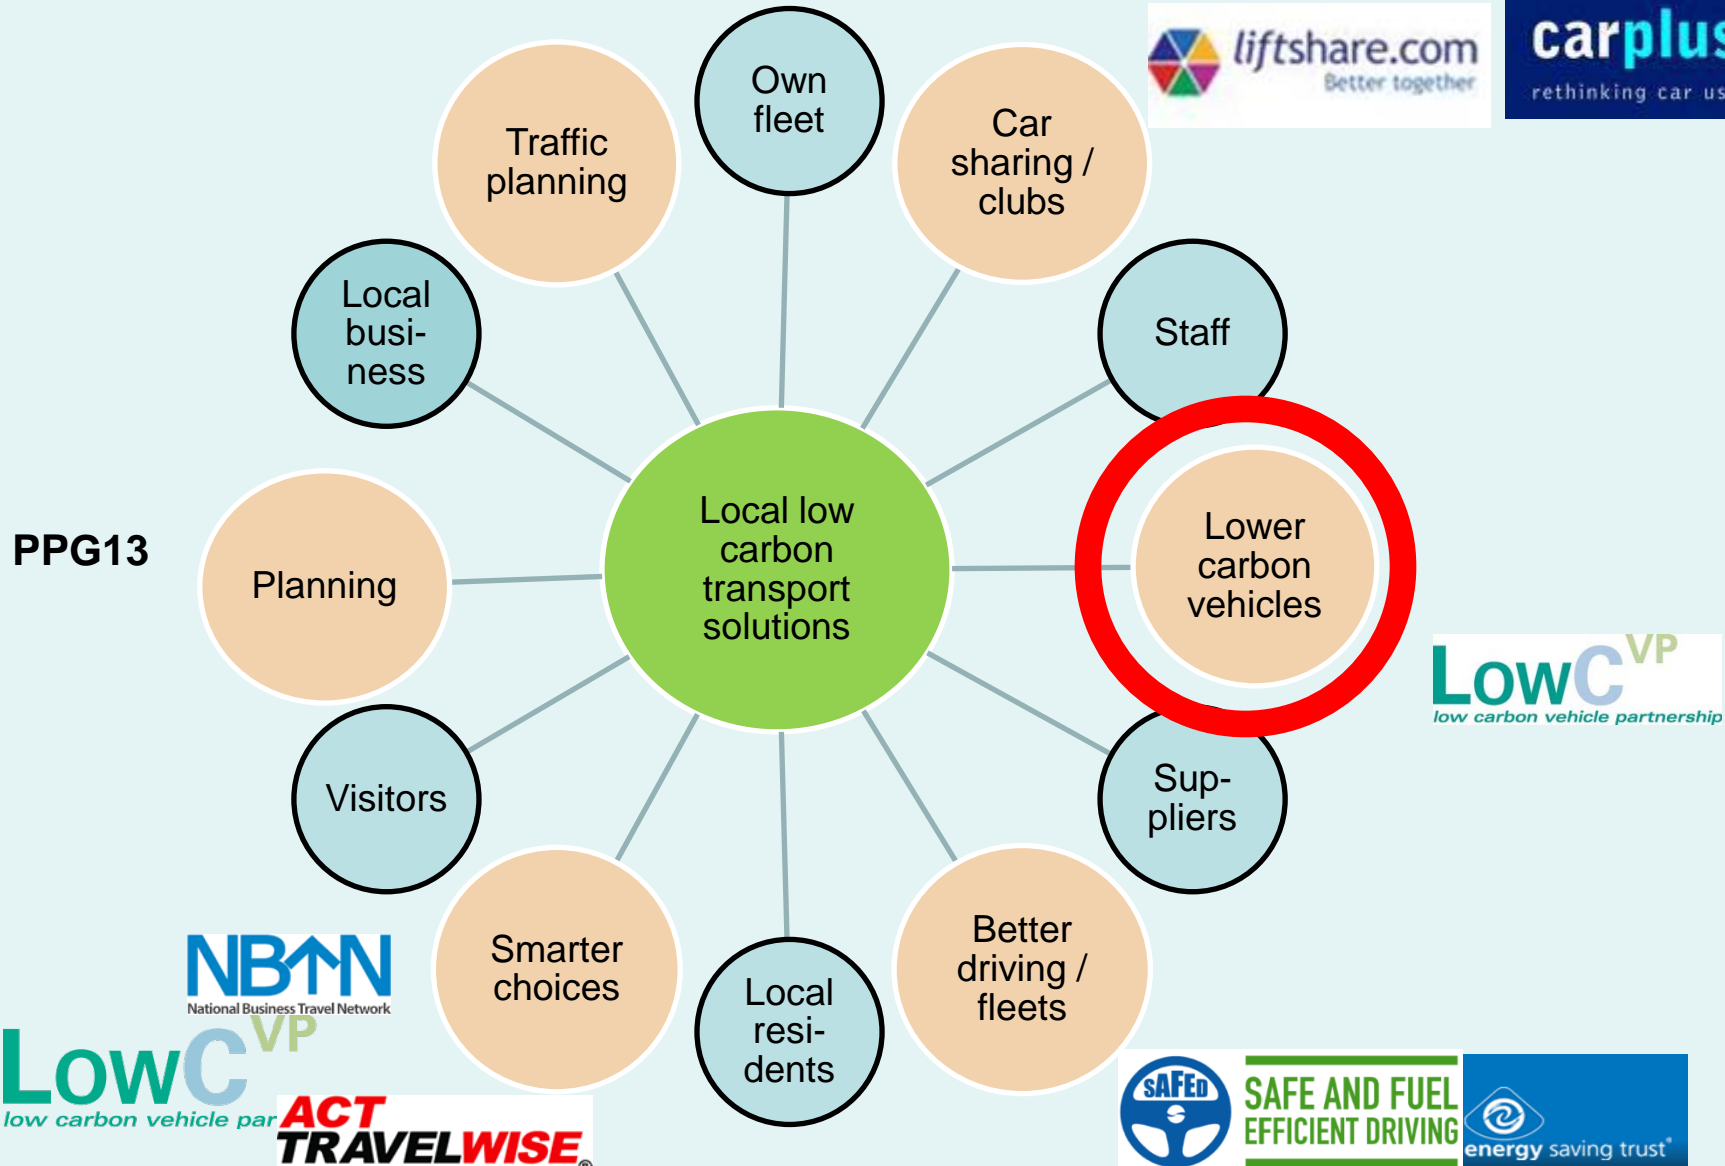 liftshare.com
Better together
carplus
rethinking car us
Own
fleet
Traffic
planning
Car
sharing /
clubs
Local
busi-
ness
Staff
PPG13
Planning
Local low
carbon
transport
solutions
Lower
carbon
vehicles
LowCVP
low carbon vehicle partnership
Visitors
Sup-
pliers
Smarter
choices
Local
resi-
dents
Better
driving /
fleets
NBTN
National Business Travel Network
LowCVP
low carbon vehicle par
ACT
TRAVELWISE®
SAFED
SAFE AND FUEL
EFFICIENT DRIVING
energy saving trust®